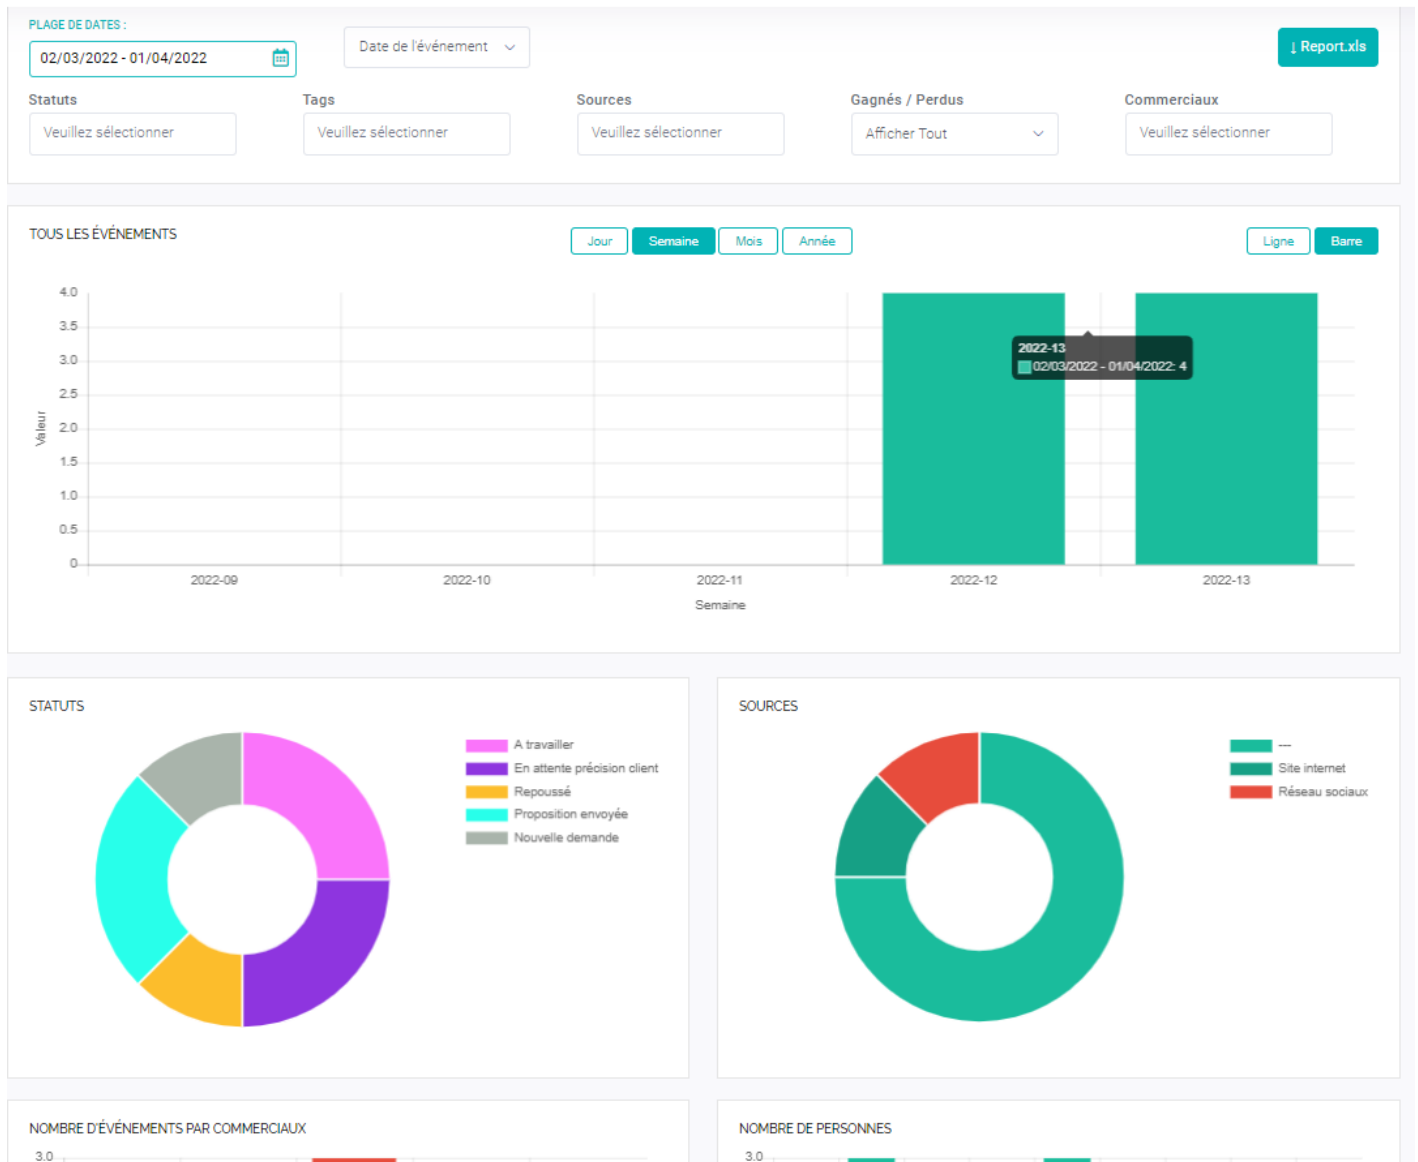 PLAGE DE DATES :
02/03/2022 - 01/04/2022
Date de l'événement
↓ Report.xls
Statuts
Tags
Sources
Gagnés / Perdus
Commerciaux
Veuillez sélectionner
Veuillez sélectionner
Veuillez sélectionner
Afficher Tout
Veuillez sélectionner
TOUS LES ÉVÉNEMENTS
Jour
Semaine
Mois
Année
Ligne
Barre
4.0
3.5
3.0
2.5
2.0
1.5
1.0
0.5
0
Valeur
2022-13
02/03/2022 - 01/04/2022: 4
2022-09
2022-10
2022-11
2022-12
2022-13
Semaine
STATUTS
A travailler
En attente précision client
Repoussé
Proposition envoyée
Nouvelle demande
SOURCES
---
Site internet
Réseau sociaux
NOMBRE D'ÉVÉNEMENTS PAR COMMERCIAUX
3.0
NOMBRE DE PERSONNES
3.0